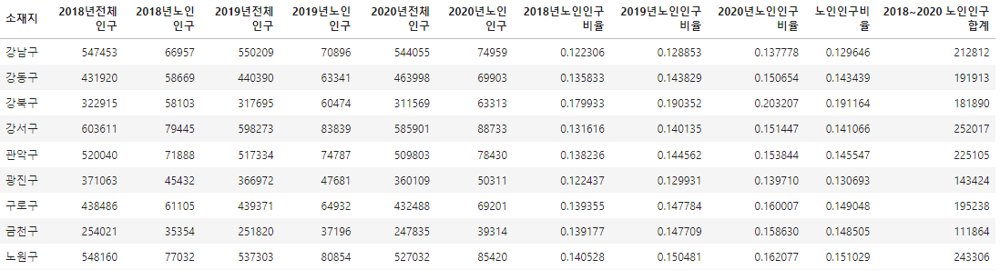 소재지 2018년전체인구 2018년노인인구 2019년전체인구 2019년노인인구 2020년전체인구 2020년노인인구 2018년노인인구비율 2019년노인인구비율 2020년노인인구비율 노인인구비율 2018~2020 노인인구합계
강남구 547453 66957 550209 70896 544055 74959 0.122306 0.128853 0.137778 0.129646 212812
강동구 431920 58669 440390 63341 463998 69903 0.135833 0.143829 0.150654 0.143439 191913
강북구 322915 58103 317695 60474 311569 63313 0.179933 0.190352 0.203207 0.191164 181890
강서구 603611 79445 598273 83839 585901 88733 0.131616 0.140135 0.151447 0.141066 252017
관악구 520040 71888 517334 74787 509803 78430 0.138236 0.144562 0.153844 0.145547 225105
광진구 371063 45432 366972 47681 360109 50311 0.122437 0.129931 0.139710 0.130693 143424
구로구 438486 61105 439371 64932 432488 69201 0.139355 0.147784 0.160007 0.149048 195238
금천구 254021 35354 251820 37196 247835 39314 0.139177 0.147709 0.158630 0.148505 111864
노원구 548160 77032 537303 80854 527032 85420 0.140528 0.150481 0.162077 0.151029 243306